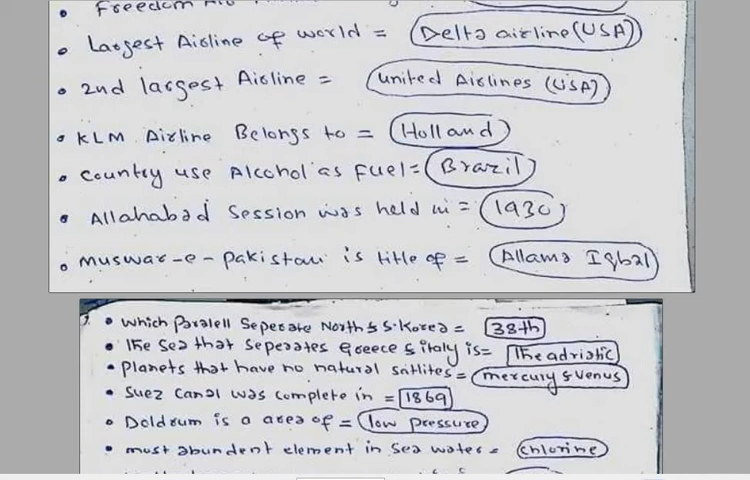 Freedom
• Largest Airline of world = Delta airline (USA)
• 2nd largest Airline = united Airlines (USA)
• KLM Airline Belongs to = Holland
• Country use Alcohol as Fuel = Brazil
• Allahabad Session was held in = 1930
• Muswar-e-Pakistan is title of = Allama Iqbal
• Which Paralell Seperate North & S.Korea = 38th
• The Sea that Seperates Greece & italy is= The adriatic
• Planets that have no natural satlites = mercury & Venus
• Suez Canal was complete in = 1869
• Doldrum is a area of = low pressure
• most abundent element in sea water = chlorine